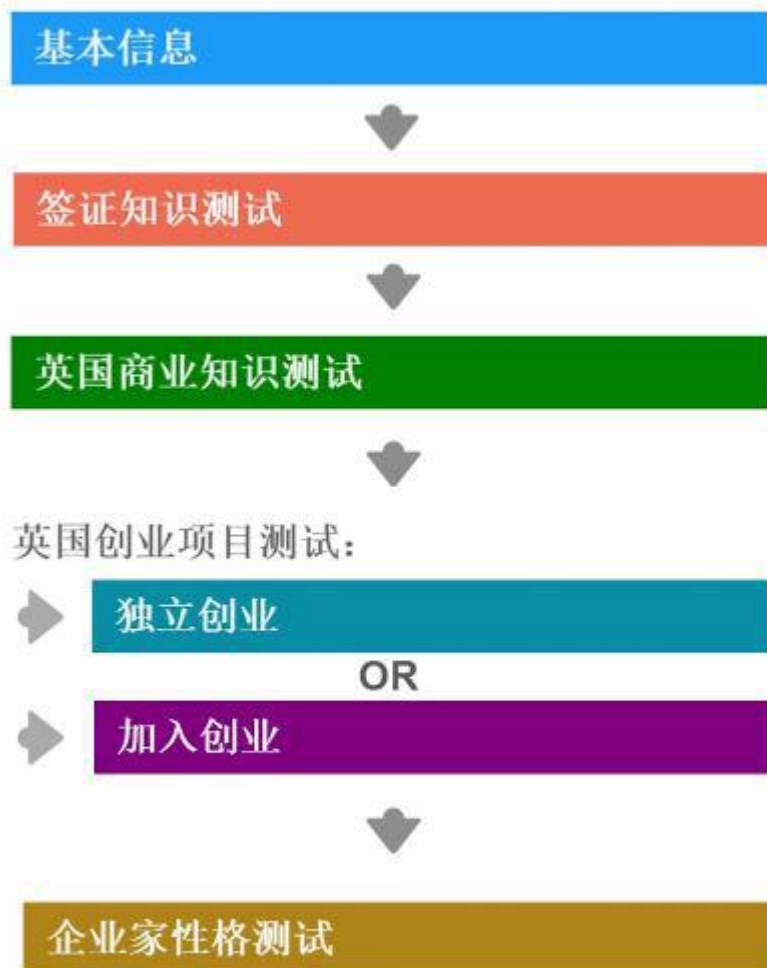 基本信息
签证知识测试
英国商业知识测试
英国创业项目测试：
独立创业
OR
加入创业
企业家性格测试